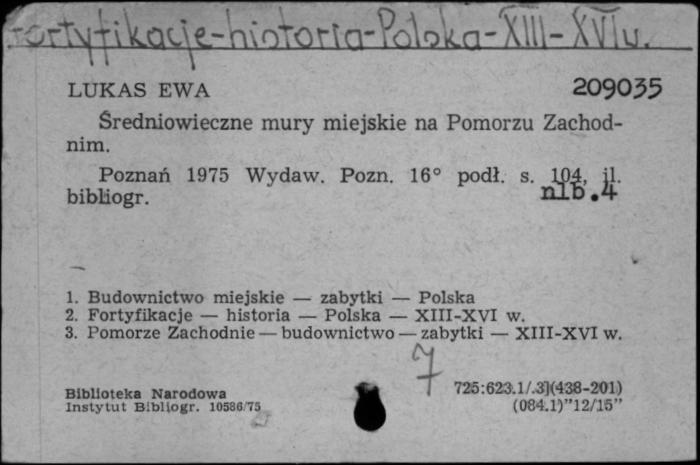 Fortyfikacje-historia-Polska-XIII-XVIw.
LUKAS EWA 209035
Średniowieczne mury miejskie na Pomorzu Zachod-
nim.
Poznań 1975 Wydaw. Pozn. 16° podł. s. 104, il.
bibliogr. nlb.4
1. Budownictwo miejskie — zabytki — Polska
2. Fortyfikacje — historia — Polska — XIII-XVI w.
3. Pomorze Zachodnie — budownictwo — zabytki — XIII-XVI w.
7
Biblioteka Narodowa 725:623.1/.3](438-201)
Instytut Bibliogr. 10586/75 (084.1)"12/15"